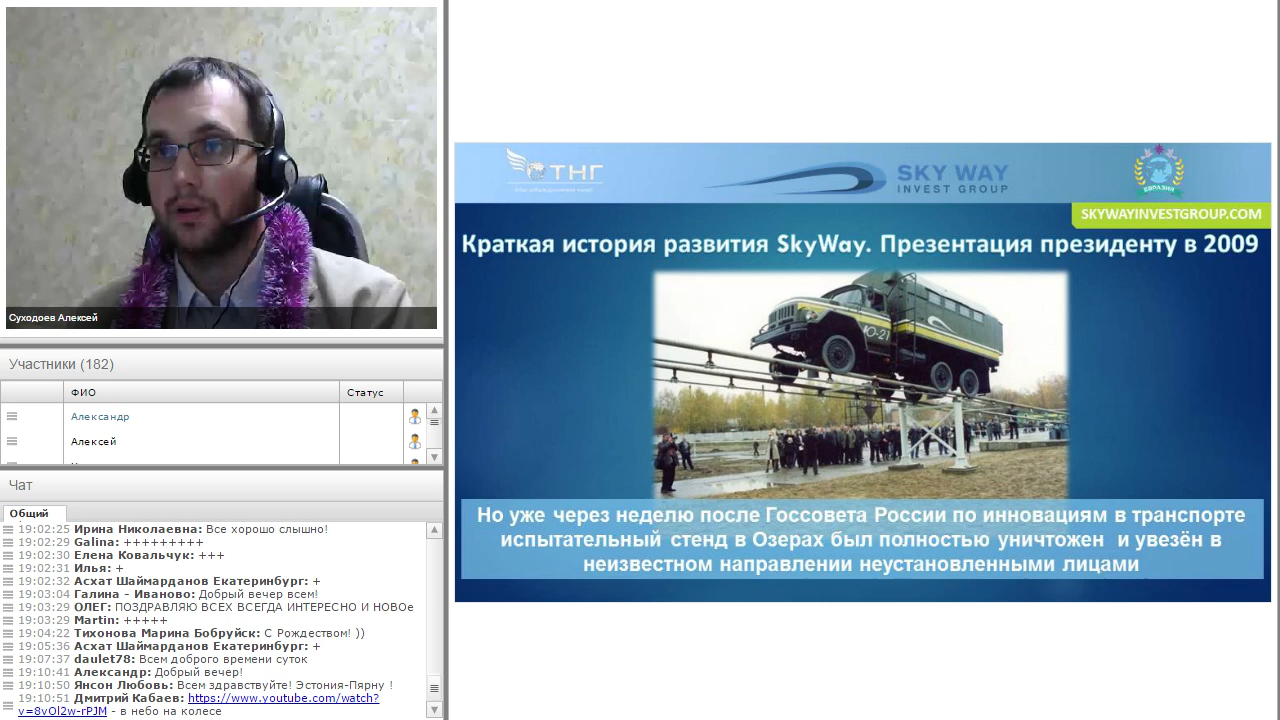 Суходоев Алексей
Участники (182)
ФИО
Статус
Александр
Алексей
Чат
Общий
19:02:25 Ирина Николаевна: Все хорошо слышно!
19:02:29 Galina: +++++++++
19:02:30 Елена Ковальчук: +++
19:02:31 Илья: +
19:02:32 Асхат Шаймарданов Екатеринбург: +
19:03:04 Галина - Иваново: Добрый вечер всем!
19:03:29 ОЛЕГ: ПОЗДРАВЛЯЮ ВСЕХ ВСЕГДА ИНТЕРЕСНО И НОВОе
19:03:29 Martin: +++++
19:04:22 Тихонова Марина Бобруйск: С Рождеством! ))
19:05:36 Асхат Шаймарданов Екатеринбург: +
19:07:37 daulet78: Всем доброго времени суток
19:10:41 Александр: Добрый вечер!
19:10:50 Янсон Любовь: Всем здравствуйте! Эстония-Пярну !
19:10:51 Дмитрий Кабаев: https://www.youtube.com/watch?
v=8vOl2w-rPJM - в небо на колесе
ТНГ
SKY WAY
INVEST GROUP
ЕВРАЗИЯ
SKYWAYINVESTGROUP.COM
Краткая история развития SkyWay. Презентация президенту в 2009
Ю-21
Но уже через неделю после Госсовета России по инновациям в транспорте
испытательный стенд в Озерах был полностью уничтожен и увезён в
неизвестном направлении неустановленными лицами